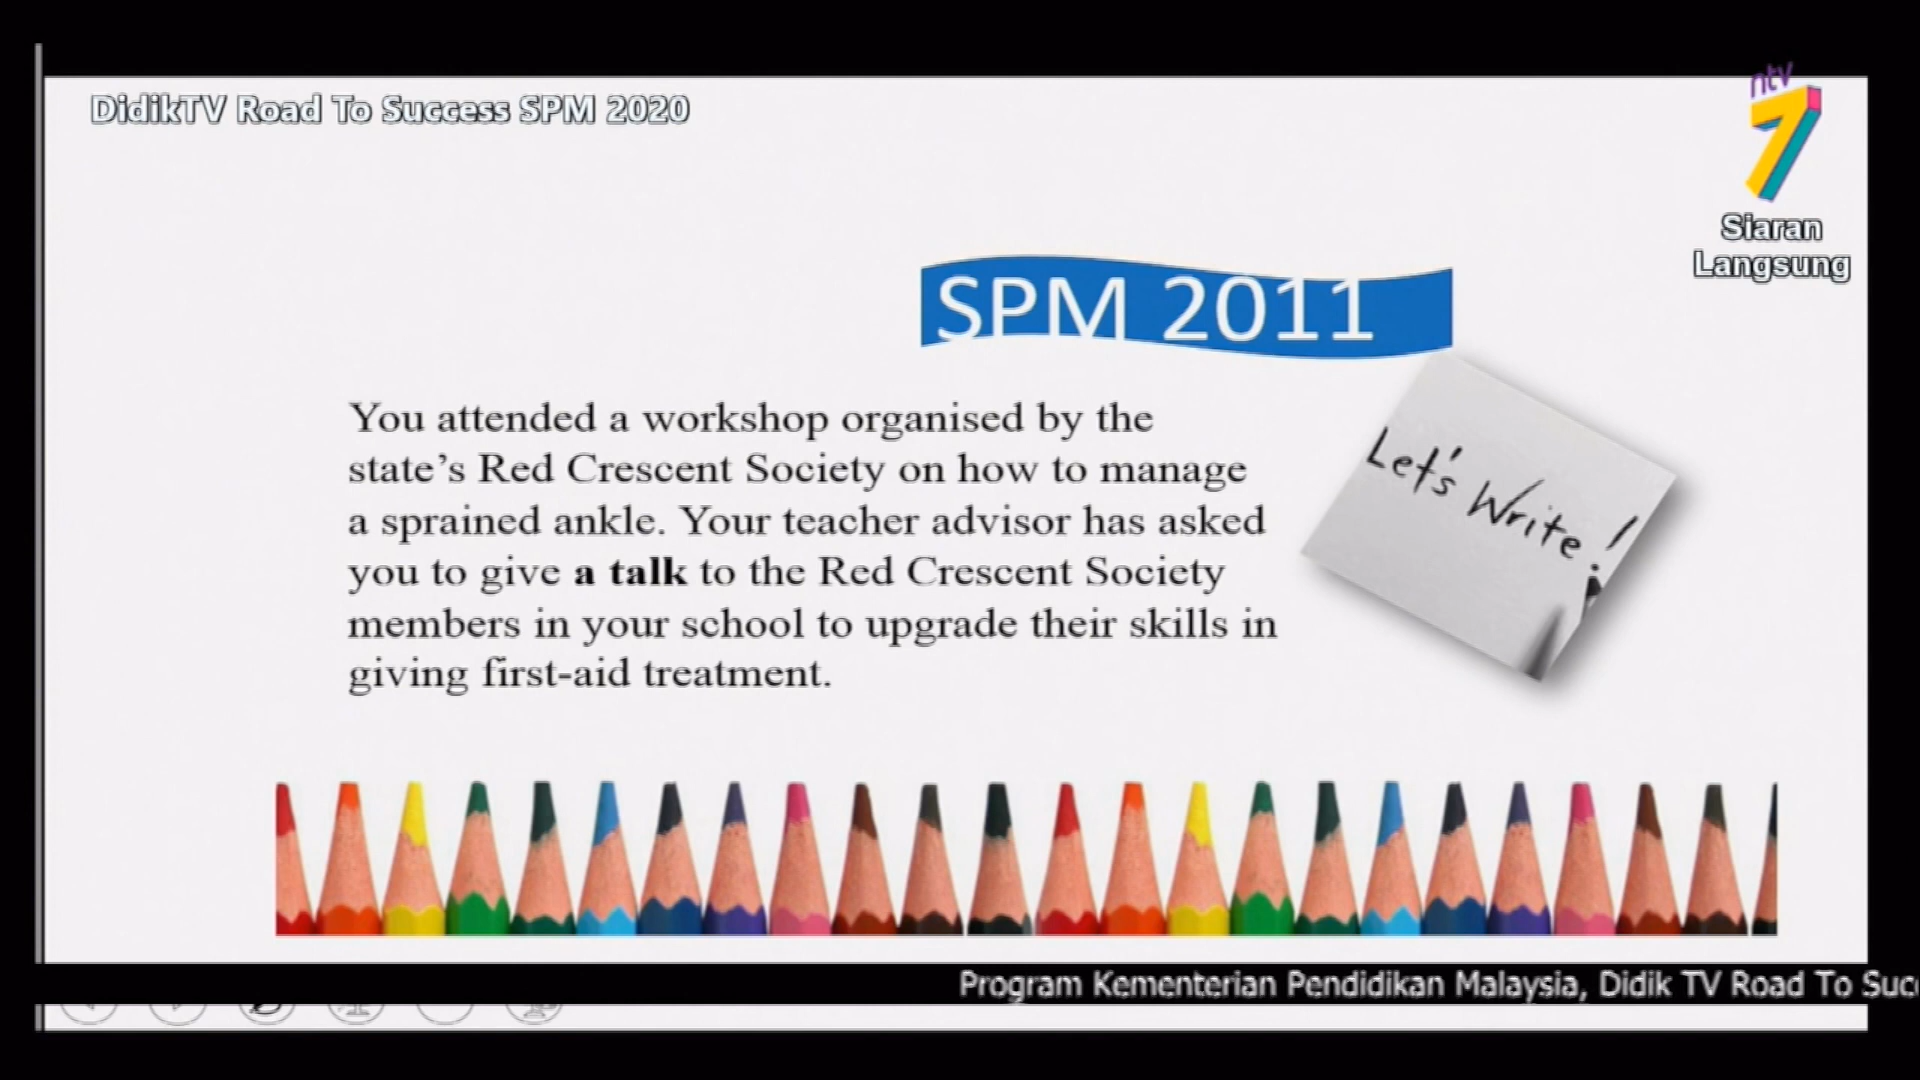 DidikTV Road To Success SPM 2020
ntv
7
Siaran
Langsung
SPM 2011
You attended a workshop organised by the
state’s Red Crescent Society on how to manage
a sprained ankle. Your teacher advisor has asked
you to give a talk to the Red Crescent Society
members in your school to upgrade their skills in
giving first-aid treatment.
Let's Write!
Program Kementerian Pendidikan Malaysia, Didik TV Road To Succ